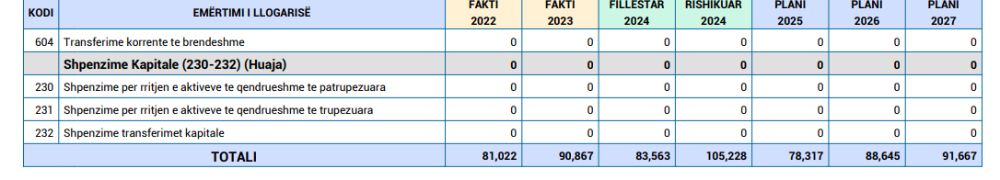 KODI EMËRTIMI I LLOGARISË FAKTI 2022 FAKTI 2023 FILLESTAR 2024 RISHIKUAR 2024 PLANI 2025 PLANI 2026 PLANI 2027
604 Transferime korrente te brendeshme 0 0 0 0 0 0 0
Shpenzime Kapitale (230-232) (Huaja) 0 0 0 0 0 0 0
230 Shpenzime per rritjen e aktiveve te qendrueshme te patrupezuara 0 0 0 0 0 0 0
231 Shpenzime per rritjen e aktiveve te qendrueshme te trupezuara 0 0 0 0 0 0 0
232 Shpenzime transferimet kapitale 0 0 0 0 0 0 0
TOTALI 81,022 90,867 83,563 105,228 78,317 88,645 91,667